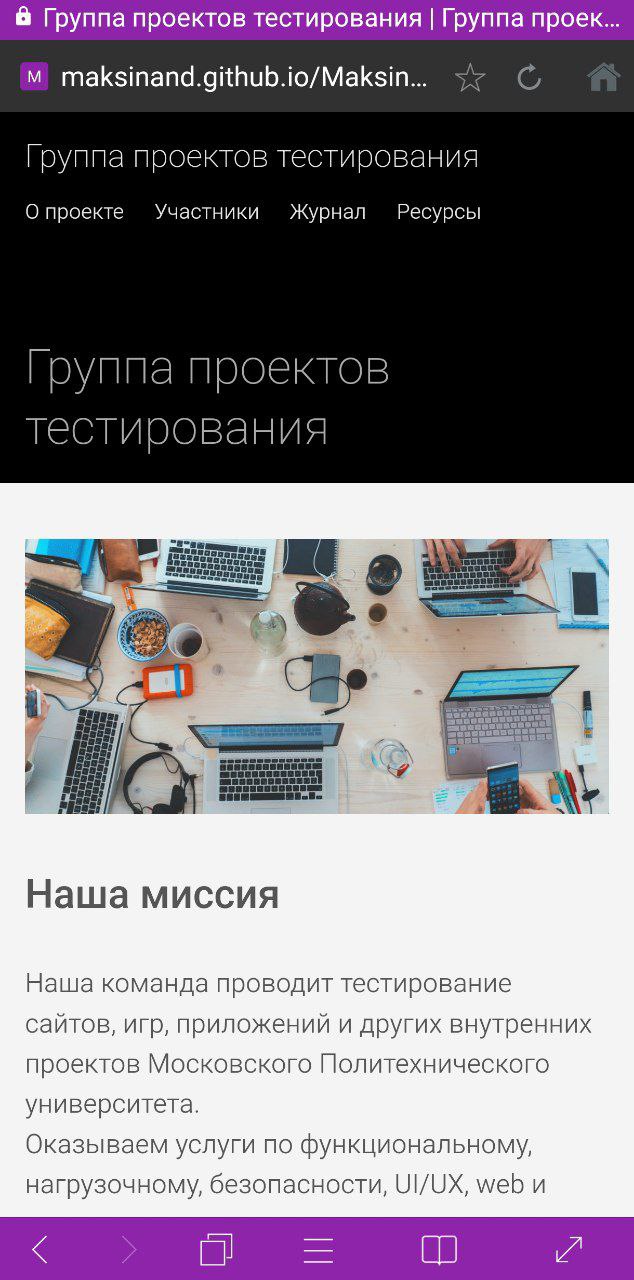 Группа проектов тестирования | Группа проек...
M
maksinand.github.io/Maksin...
Группа проектов тестирования
О проекте Участники Журнал Ресурсы
Группа проектов
тестирования
Наша миссия
Наша команда проводит тестирование
сайтов, игр, приложений и других внутренних
проектов Московского Политехнического
университета.
Оказываем услуги по функциональному,
нагрузочному, безопасности, UI/UX, web и